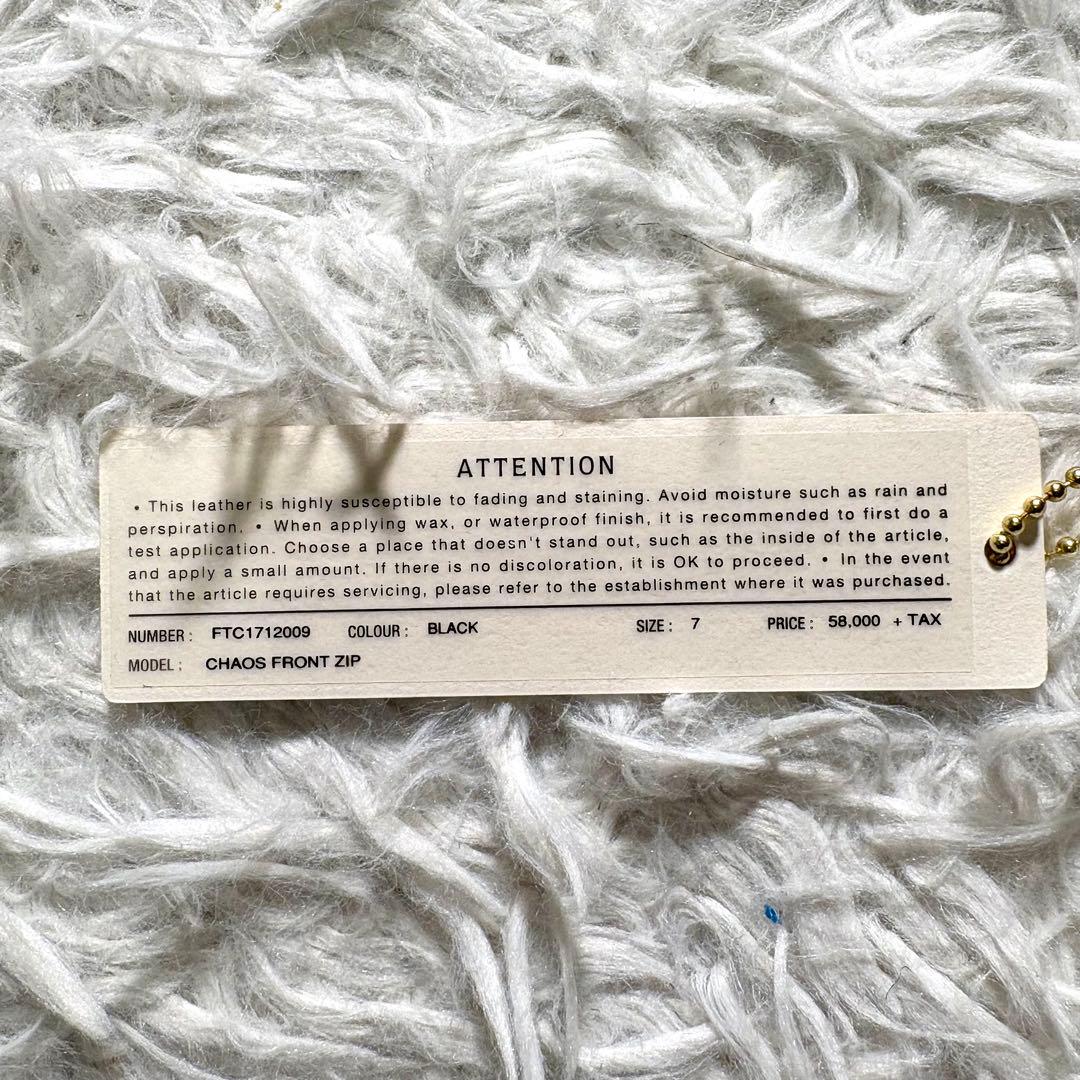 ATTENTION
• This leather is highly susceptible to fading and staining. Avoid moisture such as rain and
perspiration. • When applying wax, or waterproof finish, it is recommended to first do a
test application. Choose a place that doesn't stand out, such as the inside of the article,
and apply a small amount. If there is no discoloration, it is OK to proceed. • In the event
that the article requires servicing, please refer to the establishment where it was purchased.
NUMBER : FTC1712009 COLOUR : BLACK SIZE : 7 PRICE : 58,000 + TAX
MODEL : CHAOS FRONT ZIP